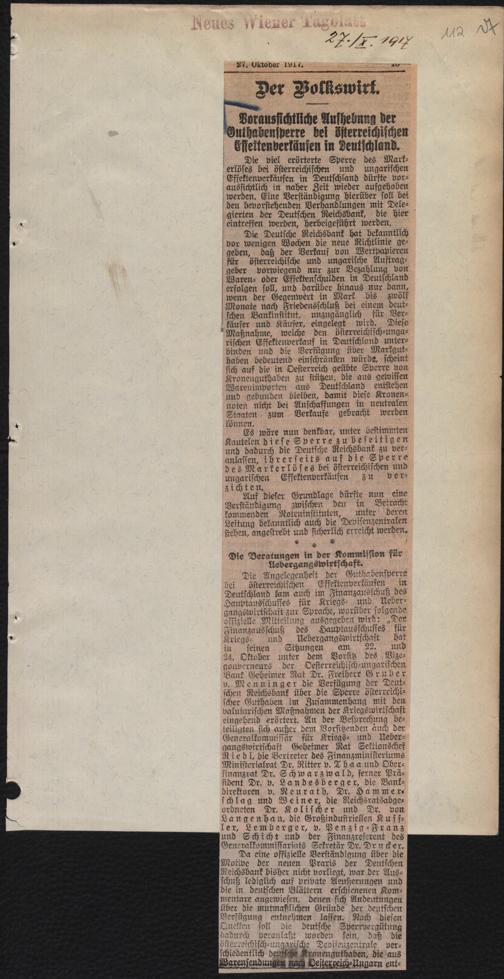 Neues Wiener Tagblatt
27./X. 1917
112
27
27. Oktober 1917.
Der Volkswirt.
Voraussichtliche Aufhebung der
Guthabensperre bei österreichischen
Effektenverkäufen in Deutschland.
Die viel erörterte Sperre des Mark-
erlöses bei österreichischen und ungarischen
Effektenverkäufen in Deutschland dürfte vor-
aussichtlich in naher Zeit wieder aufgehoben
werden. Eine Verständigung hierüber soll bei
den bevorstehenden Verhandlungen mit Dele-
gierten der Deutschen Reichsbank, die hier
eintreffen werden, herbeigeführt werden.
Die Deutsche Reichsbank hat bekanntlich
vor wenigen Wochen die neue Richtlinie ge-
geben, daß der Verkauf von Wertpapieren
für österreichische und ungarische Auftrag-
geber vorwiegend nur zur Bezahlung von
Waren- oder Effektenschulden in Deutschland
erfolgen soll, und darüber hinaus nur dann,
wenn der Gegenwert in Mark bis zwölf
Monate nach Friedensschluß bei einem deut-
schen Bankinstitut, unzugänglich für Ver-
käufer und Käufer, eingelegt wird. Diese
Maßnahme, welche den österreichisch-unga-
rischen Effektenverkauf in Deutschland unter-
binden und die Verfügung über Markgut-
haben bedeutend einschränken würde, scheint
sich auf die in Oesterreich geübte Sperre von
Kronenguthaben zu stützen, die aus gewissen
Warenimporten aus Deutschland entstehen
und gebunden bleiben, damit diese Kronen-
noten nicht bei Anschaffungen in neutralen
Staaten zum Verkaufe gebracht werden
können.
Es wäre nun denkbar, unter bestimmten
Kautelen diese Sperre zu beseitigen
und dadurch die Deutsche Reichsbank zu ver-
anlassen, ihrerseits auf die Sperre
des Markerlöses bei österreichischen und
ungarischen Effektenverkäufen zu ver-
zichten.
Auf dieser Grundlage dürfte nun eine
Verständigung zwischen den in Betracht
kommenden Noteninstituten, unter deren
Leitung bekanntlich auch die Devisenzentralen
stehen, angestrebt und sicherlich erreicht werden.
* * *
Die Beratungen in der Kommission für
Uebergangswirtschaft.
Die Angelegenheit der Guthabensperre
bei österreichischen Effektenverkäufen in
Deutschland kam auch im Finanzausschuß des
Hauptausschusses für Kriegs- und Ueber-
gangswirtschaft zur Sprache, worüber folgende
offizielle Mitteilung ausgegeben wird: „Der
Finanzausschuß des Hauptausschusses für
Kriegs- und Uebergangswirtschaft hat
in seinen Sitzungen am 22. und
24. Oktober unter dem Vorsitz des Vize-
gouverneurs der Oesterreichisch-ungarischen
Bank Geheimer Rat Dr. Freiherr Gruber
v. Menninger die Verfügung der Deut-
schen Reichsbank über die Sperre österreichi-
scher Guthaben im Zusammenhang mit den
valutarischen Maßnahmen der Kriegswirtschaft
eingehend erörtert. An der Besprechung be-
teiligten sich außer dem Vorsitzenden auch der
Generalkommissär für Kriegs- und Ueber-
gangswirtschaft Geheimer Rat Sektionschef
Riedl, die Vertreter des Finanzministeriums
Ministerialrat Dr. Ritter v. Thaa und Ober-
finanzrat Dr. Schwarzwald, ferner Prä-
sident Dr. v. Landesberger, die Bank-
direktoren v. Neurath, Dr. Hammer-
schlag und Weiner, die Reichsratsabge-
ordneten Dr. Kolischer und Dr. von
Langenhan, die Großindustriellen Kuff-
ler, Lemberger, v. Benzig-Franz
und Schicht und der Finanzreferent des
Generalkommissariats Sekretär Dr. Drucker.
Da eine offizielle Verständigung über die
Motive der neuen Praxis der Deutschen
Reichsbank bisher nicht vorliegt, war der Aus-
schuß lediglich auf private Aeußerungen und
die in deutschen Blättern erschienenen Kom-
mentare angewiesen, denen sich Andeutungen
über die mutmaßlichen Gründe der deutschen
Verfügung entnehmen lassen. Nach diesen
Quellen soll die deutsche Sperrverfügung
dadurch veranlaßt worden sein, daß die
österreichisch-ungarische Devisenzentrale ver-
schiedentlich deutsche Kronenguthaben, die aus
Warensendungen nach Oesterreich-Ungarn ent-